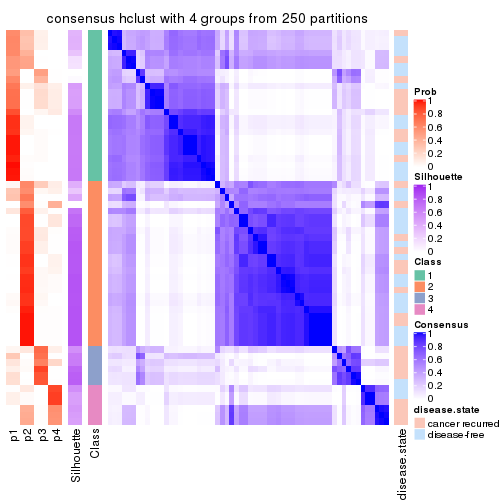 consensus hclust with 4 groups from 250 partitions
Prob
1
0.8
0.6
0.4
0.2
0
Silhouette
1
0.8
0.6
0.4
0.2
0
Class
1
2
3
4
Consensus
1
0.8
0.6
0.4
0.2
0
disease.state
cancer recurred
disease-free
p1
p2
p3
p4
Silhouette
Class
disease.state